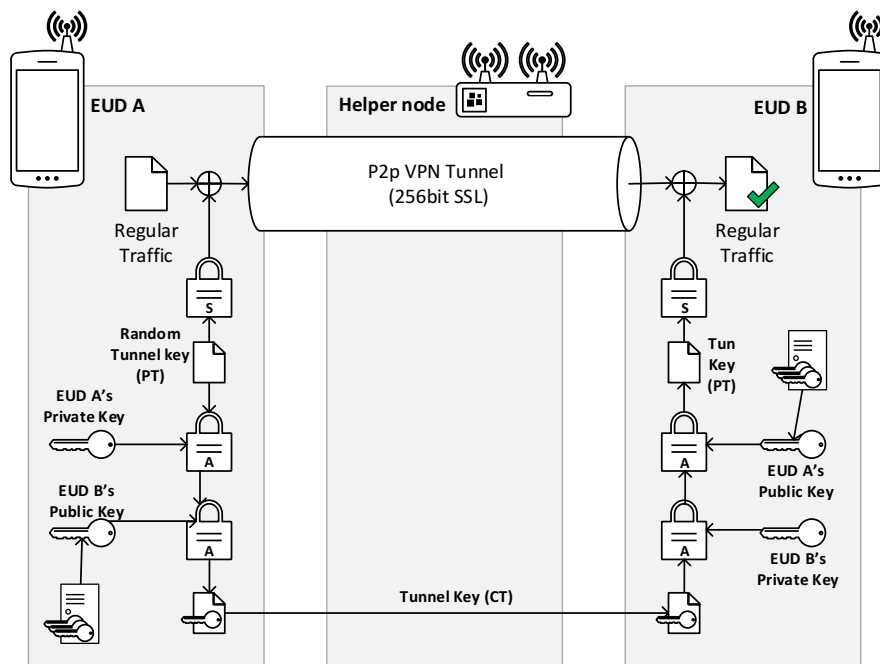 EUD A
Helper node
EUD B
P2p VPN Tunnel
(256bit SSL)
Regular
Traffic
Regular
Traffic
S
S
Random
Tunnel key
(PT)
Tun
Key
(PT)
EUD A's
Private Key
A
A
EUD A's
Public Key
EUD B's
Public Key
A
A
EUD B's
Private Key
Tunnel Key (CT)